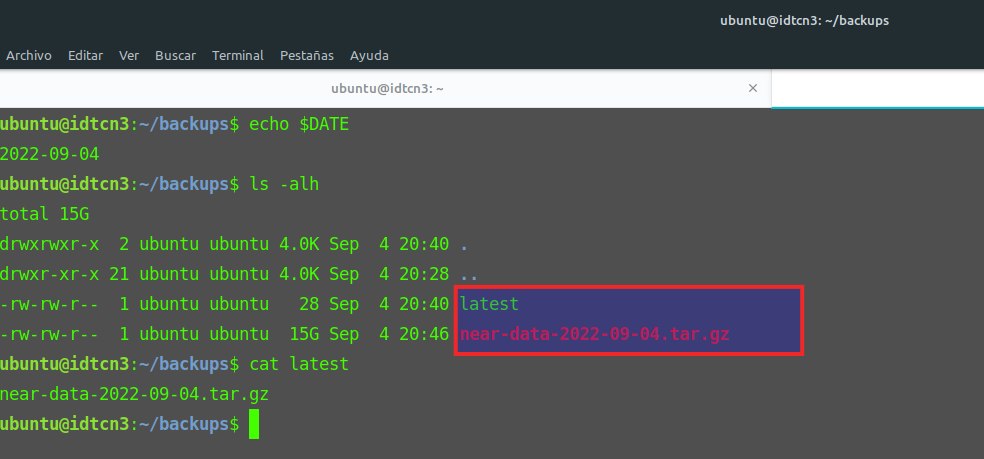 ubuntu@idtcn3: ~/backups
Archivo Editar Ver Buscar Terminal Pestañas Ayuda
ubuntu@idtcn3: ~ ×
ubuntu@idtcn3:~/backups$ echo $DATE
2022-09-04
ubuntu@idtcn3:~/backups$ ls -alh
total 15G
drwxrwxr-x  2 ubuntu ubuntu 4.0K Sep  4 20:40 .
drwxr-xr-x 21 ubuntu ubuntu 4.0K Sep  4 20:28 ..
-rw-rw-r--  1 ubuntu ubuntu   28 Sep  4 20:40 latest
-rw-rw-r--  1 ubuntu ubuntu  15G Sep  4 20:46 near-data-2022-09-04.tar.gz
ubuntu@idtcn3:~/backups$ cat latest
near-data-2022-09-04.tar.gz
ubuntu@idtcn3:~/backups$